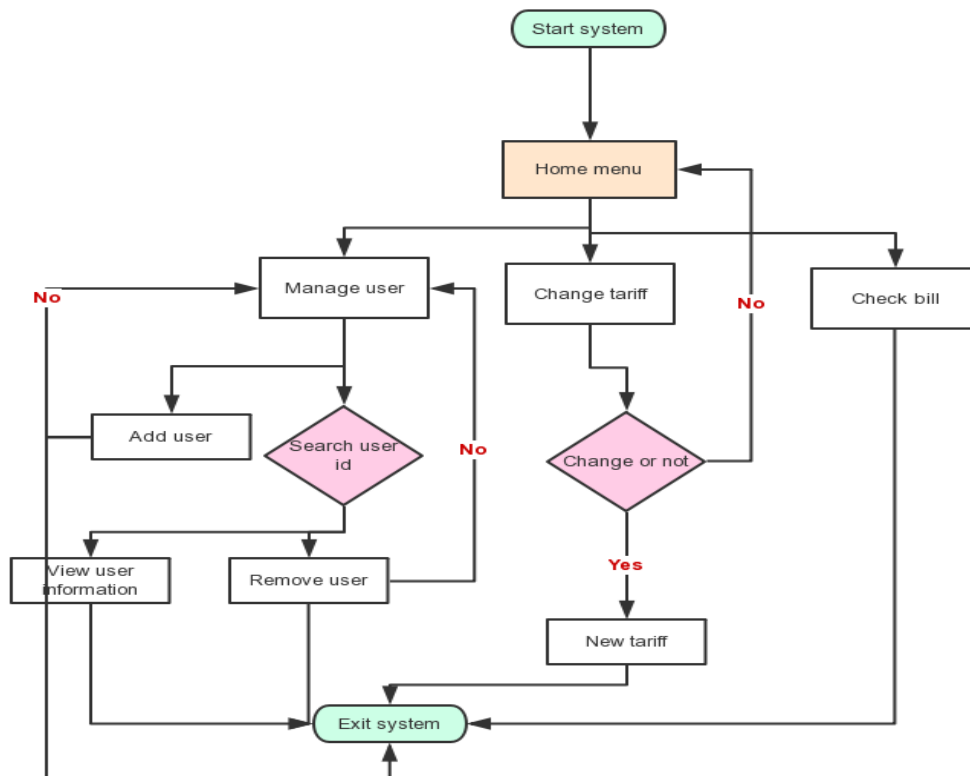 Start system
Home menu
Manage user
Change tariff
Check bill
No
No
Add user
Search user
id
No
Change or not
View user
information
Remove user
Yes
New tariff
Exit system